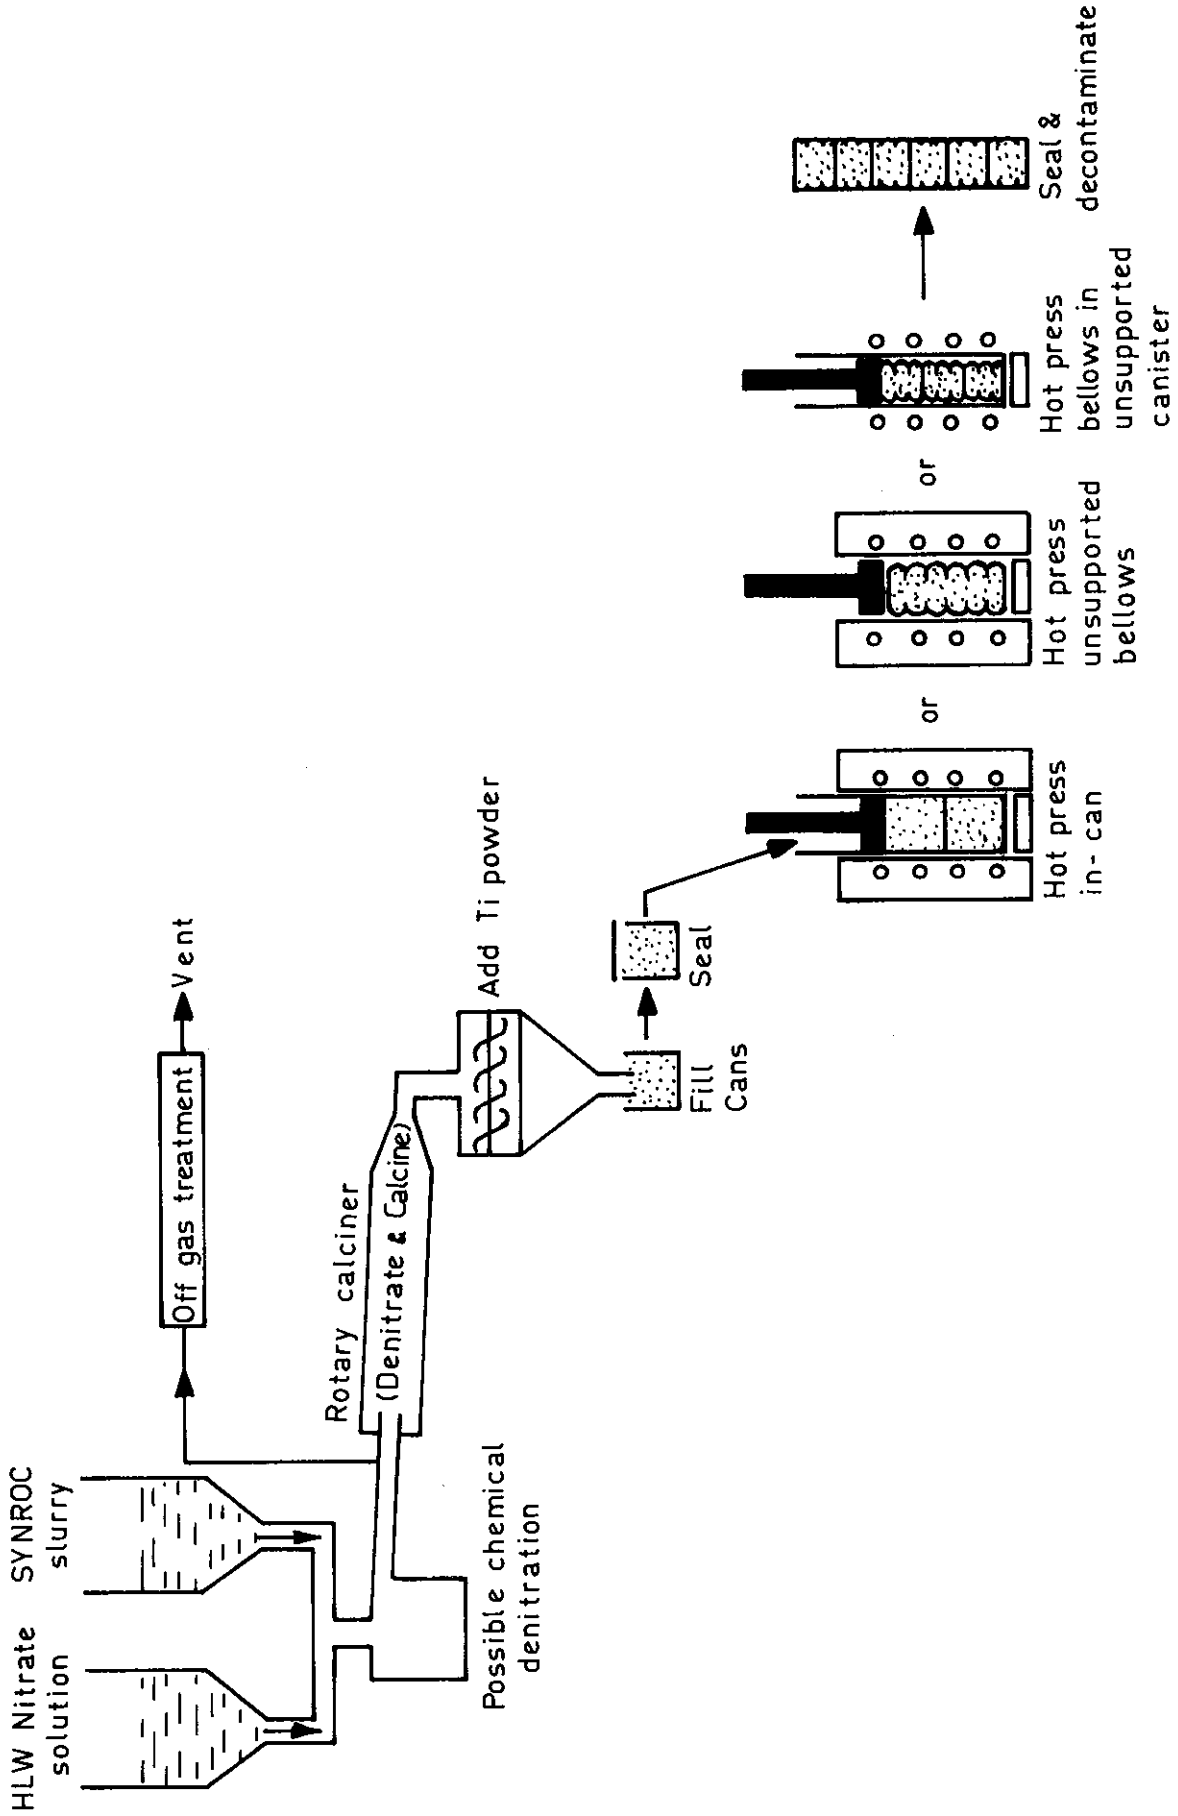 HLW Nitrate
solution
SYNROC
slurry
Possible chemical
denitration
Off gas treatment
Vent
Rotary calciner
(Denitrate & Calcine)
Add Ti powder
Fill
Cans
Seal
Hot press
in-can
or
Hot press
unsupported
bellows
or
Hot press
bellows in
unsupported
canister
Seal &
decontaminate